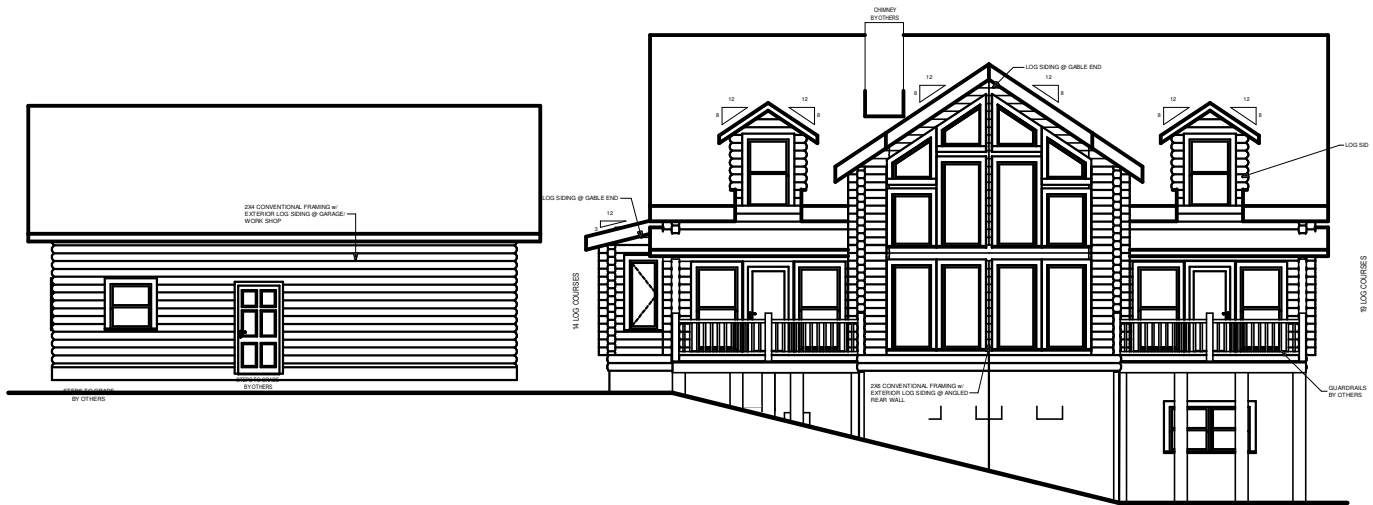 CHIMNEY
BY OTHERS
LOG SIDING @ GABLE END
12
8
12
8
12
8
12
8
12
8
12
8
LOG SID
LOG SIDING @ GABLE END
2X4 CONVENTIONAL FRAMING w/
EXTERIOR LOG SIDING @ GARAGE/
WORK SHOP
12
3
14 LOG COURSES
19 LOG COURSES
STEPS TO GRADE
BY OTHERS
STEPS TO GRADE
BY OTHERS
2X6 CONVENTIONAL FRAMING w/
EXTERIOR LOG SIDING @ ANGLED
REAR WALL
GUARDRAILS
BY OTHERS